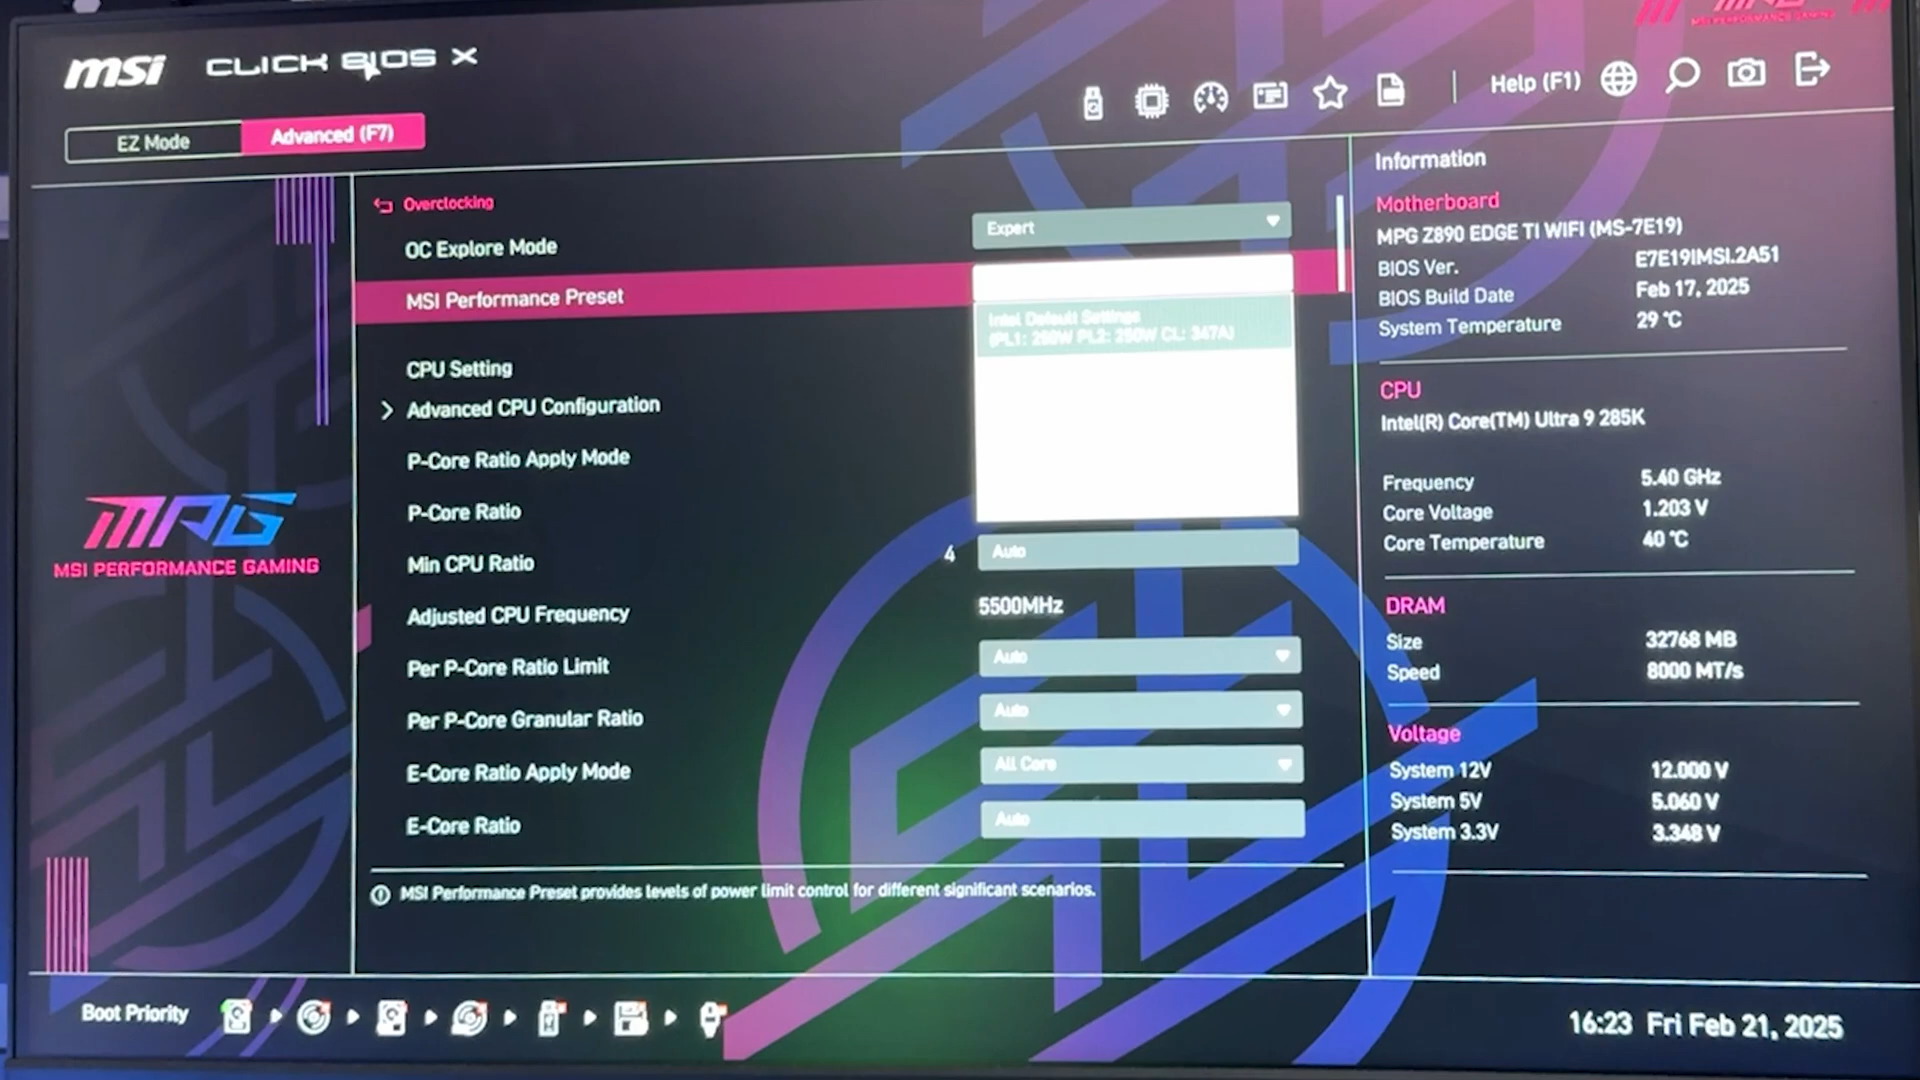 msi CLICK BIOS X
MSI PERFORMANCE GAMING
Help (F1)
EZ Mode
Advanced (F7)
Overclocking
OC Explore Mode
Expert
MSI Performance Preset
Intel Default Settings
CPU Setting
Advanced CPU Configuration
P-Core Ratio Apply Mode
P-Core Ratio
Min CPU Ratio
4
Auto
Adjusted CPU Frequency
5500MHz
Per P-Core Ratio Limit
Auto
Per P-Core Granular Ratio
Auto
E-Core Ratio Apply Mode
All Core
E-Core Ratio
Auto
MSI Performance Preset provides levels of power limit control for different significant scenarios.
MPG
MSI PERFORMANCE GAMING
Information
Motherboard
MPG Z890 EDGE TI WIFI (MS-7E19)
BIOS Ver. E7E19IMSI.2A51
BIOS Build Date Feb 17, 2025
System Temperature 29 °C
CPU
Intel(R) Core(TM) Ultra 9 285K
Frequency 5.40 GHz
Core Voltage 1.203 V
Core Temperature 40 °C
DRAM
Size 32768 MB
Speed 8000 MT/s
Voltage
System 12V 12.000 V
System 5V 5.060 V
System 3.3V 3.348 V
Boot Priority
16:23 Fri Feb 21, 2025